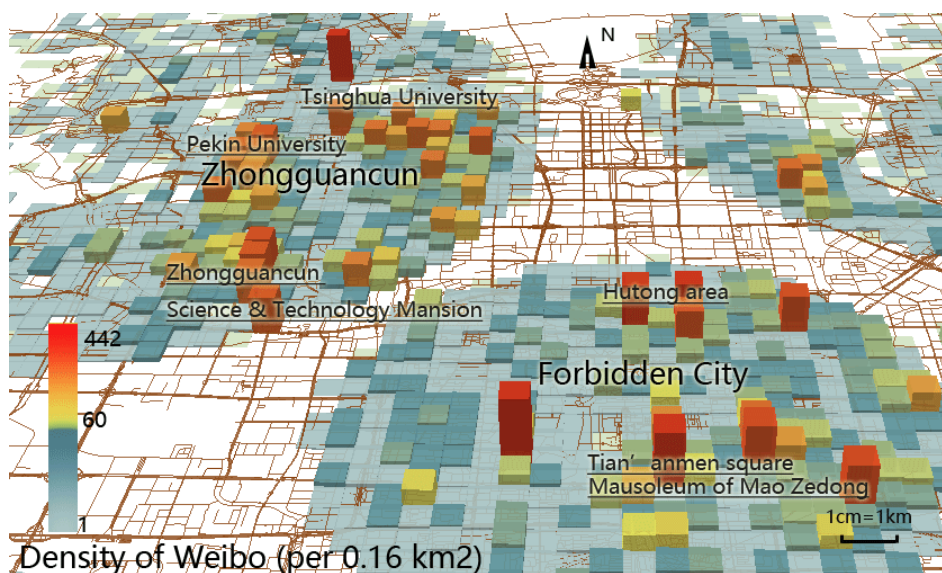 N
Tsinghua University
Pekin University
Zhongguancun
Zhongguancun
Science & Technology Mansion
Hutong area
442
Forbidden City
60
Tian'anmen square
Mausoleum of Mao Zedong
1
1cm=1km
Density of Weibo (per 0.16 km2)